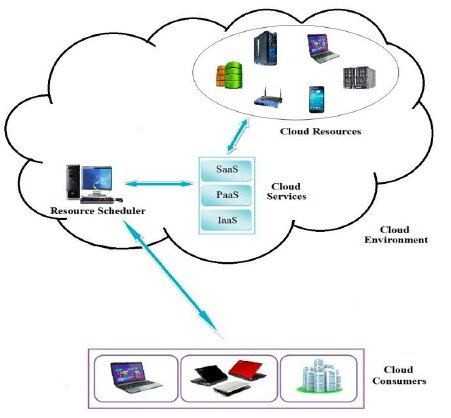 Cloud Resources
SaaS
PaaS
IaaS
Cloud
Services
Resource Scheduler
Cloud
Environment
Cloud
Consumers